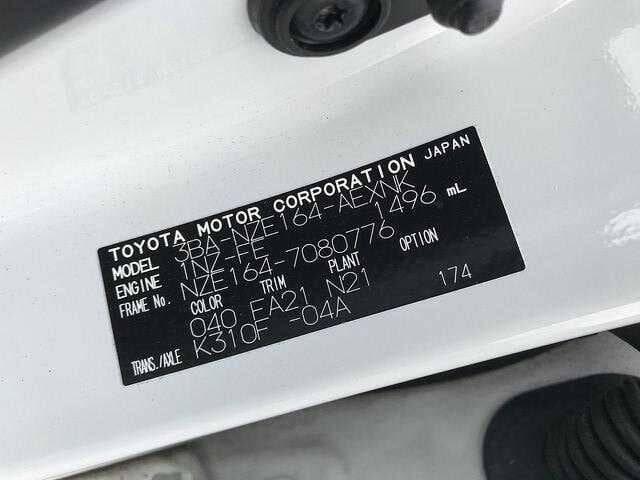 TOYOTA MOTOR CORPORATION JAPAN
MODEL 3BA-NZE164-AEXNK
ENGINE 1NZ-FE 1496 mL
FRAME No. NZE164-7080776
COLOR TRIM PLANT OPTION
040 FA21 N21 174
TRANS./AXLE K310F -04A